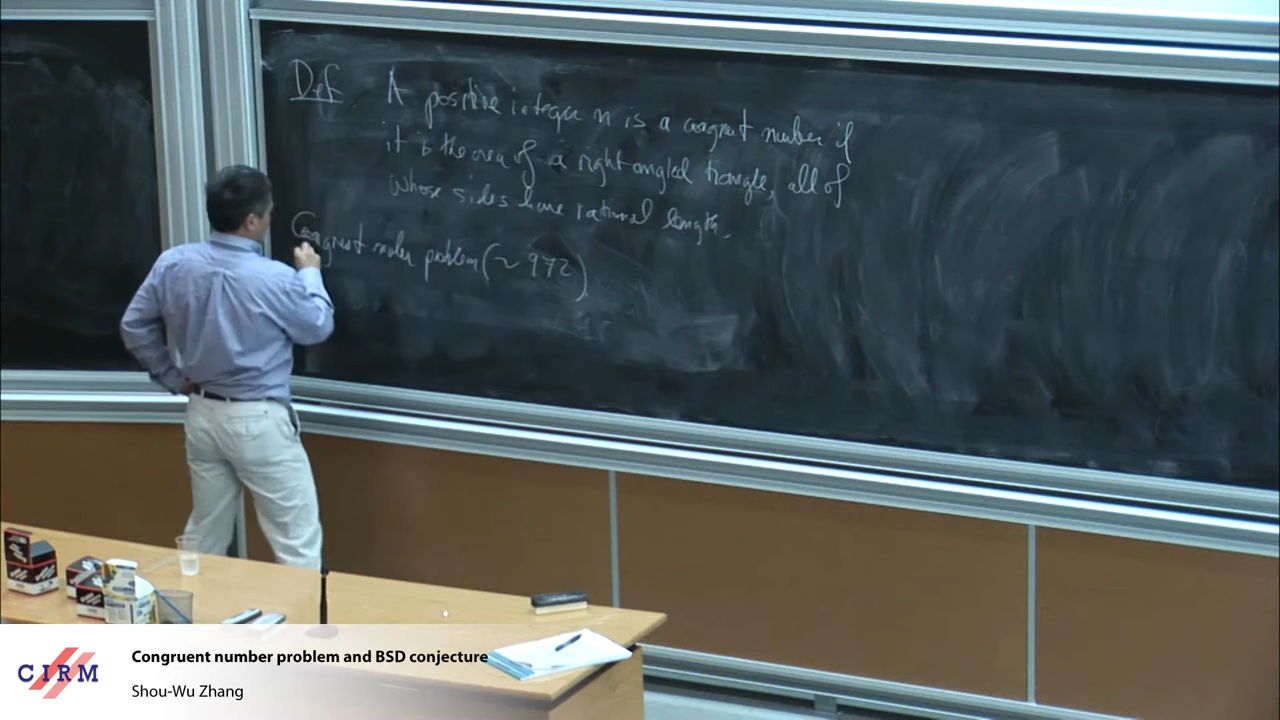 Def A positive integer n is a congruent number if
it is the area of a right angled triangle, all of
whose sides have rational length.
Congruent number problem (~ 972)
CIRM
Congruent number problem and BSD conjecture
Shou-Wu Zhang